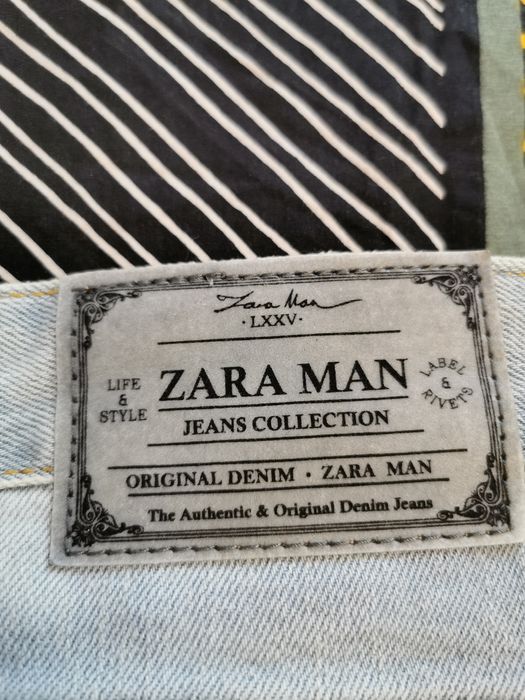 Zara Man
·LXXV·
LIFE
&
STYLE
ZARA MAN
LABEL
&
RIVETS
JEANS COLLECTION
ORIGINAL DENIM · ZARA MAN
The Authentic & Original Denim Jeans